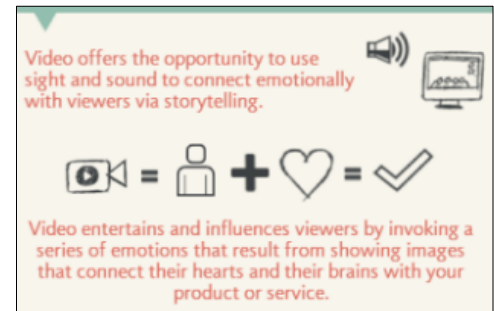 Video offers the opportunity to use
sight and sound to connect emotionally
with viewers via storytelling.
Video entertains and influences viewers by invoking a
series of emotions that result from showing images
that connect their hearts and their brains with your
product or service.